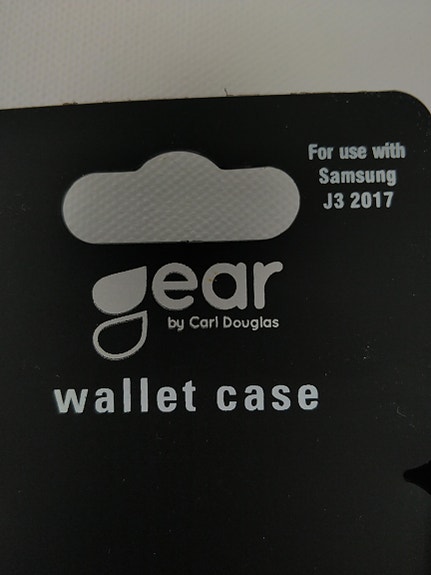 For use with
Samsung
J3 2017
gear
by Carl Douglas
wallet case